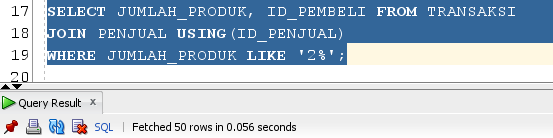 17 SELECT JUMLAH_PRODUK, ID_PEMBELI FROM TRANSAKSI
18 JOIN PENJUAL USING(ID_PENJUAL)
19 WHERE JUMLAH_PRODUK LIKE '2%';
20
Query Result x
SQL | Fetched 50 rows in 0.056 seconds